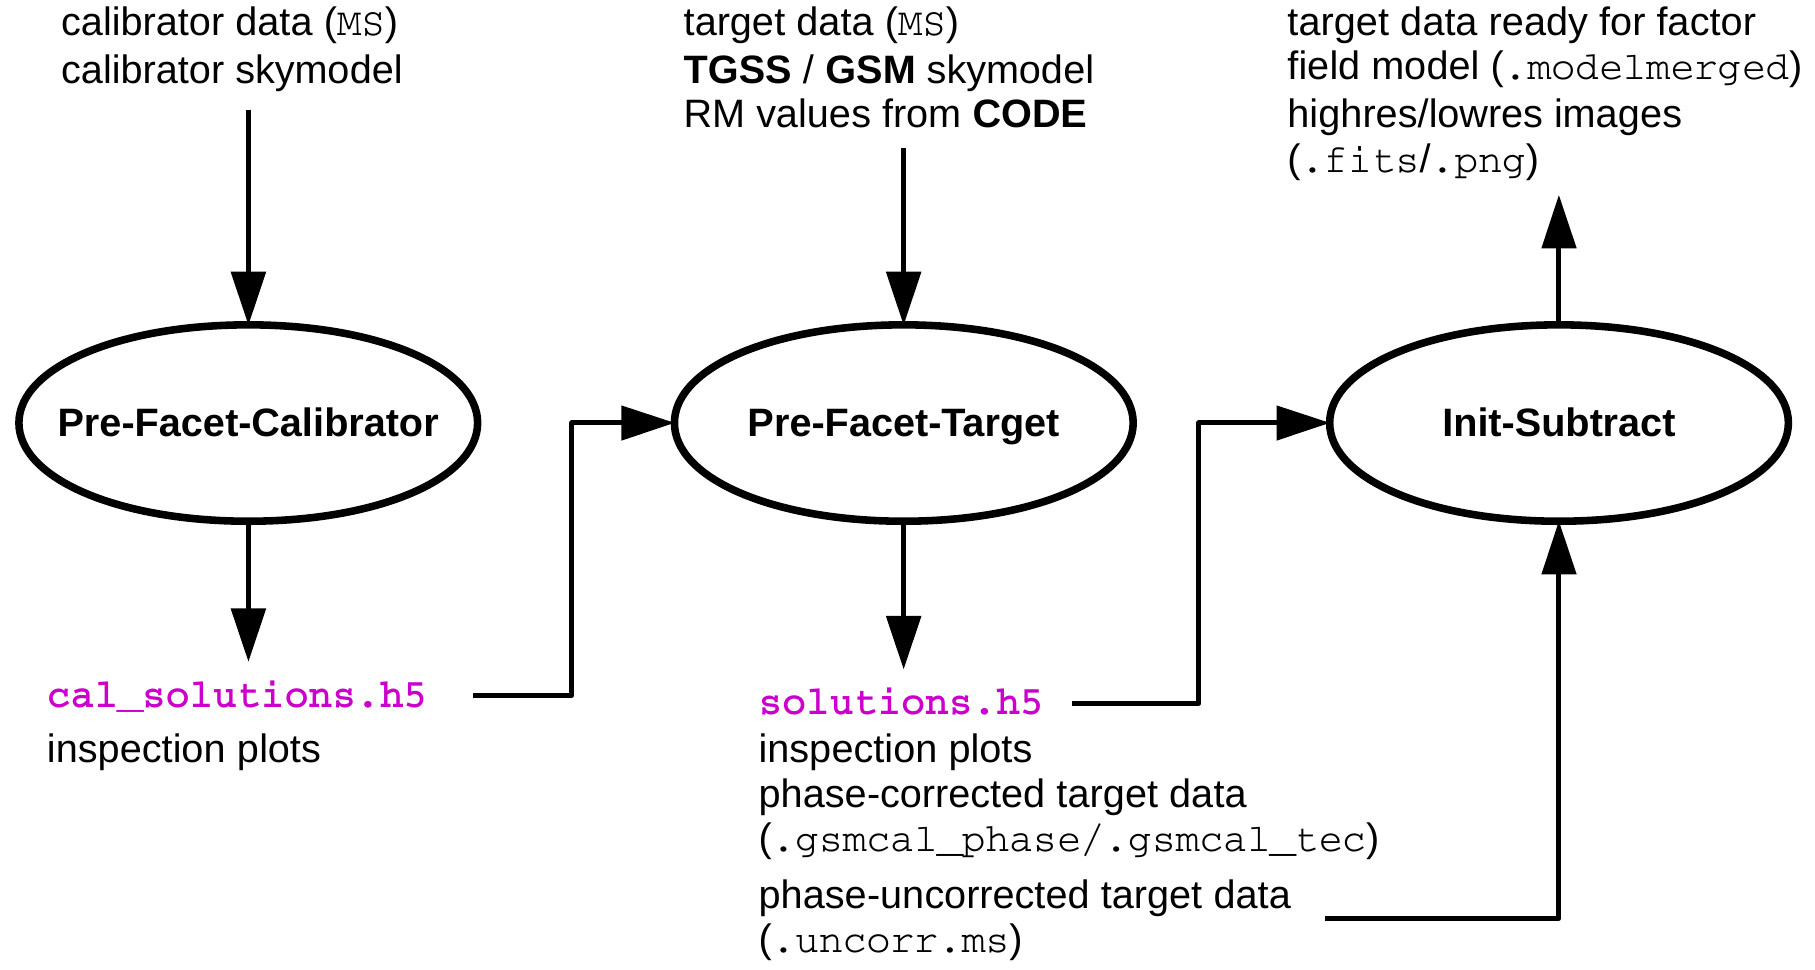 calibrator data (MS)
calibrator skymodel
target data (MS)
TGSS / GSM skymodel
RM values from CODE
target data ready for factor
field model (.modelmerged)
highres/lowres images
(.fits/.png)
Pre-Facet-Calibrator
Pre-Facet-Target
Init-Subtract
cal_solutions.h5
inspection plots
solutions.h5
inspection plots
phase-corrected target data
(.gsmcal_phase/.gsmcal_tec)
phase-uncorrected target data
(.uncorr.ms)